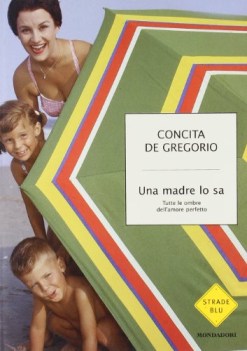 CONCITA
DE GREGORIO
Una madre lo sa
Tutte le ombre
dell'amore perfetto
STRADE
BLU
MONDADORI